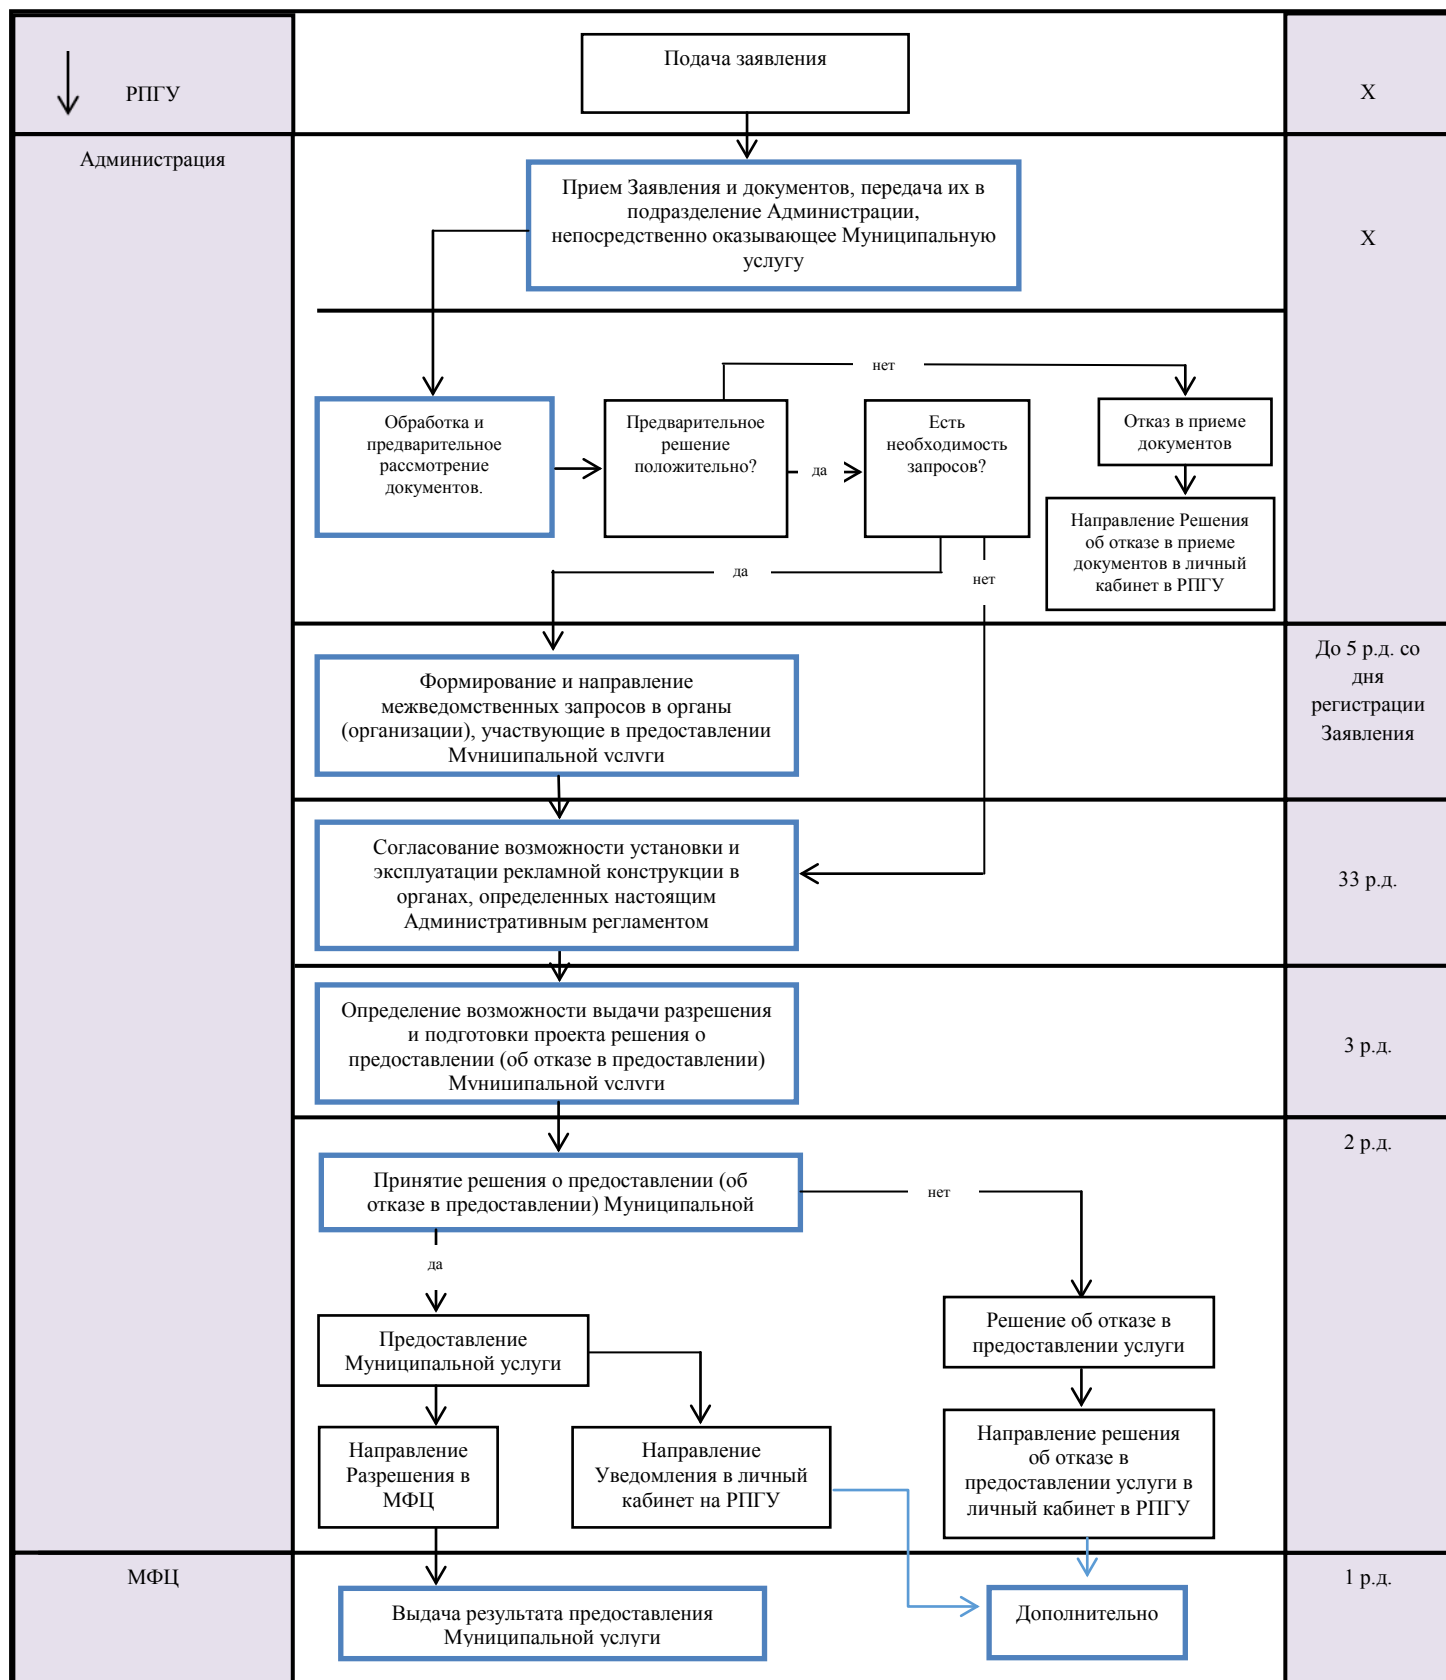 РПГУ
Подача заявления
X
Администрация
Прием Заявления и документов, передача их в
подразделение Администрации,
непосредственно оказывающее Муниципальную
услугу
X
нет
Обработка и
предварительное
рассмотрение
документов.
Предварительное
решение
положительно?
да
Есть
необходимость
запросов?
Отказ в приеме
документов
Направление Решения
об отказе в приеме
документов в личный
кабинет в РПГУ
да
нет
Формирование и направление
межведомственных запросов в органы
(организации), участвующие в предоставлении
Муниципальной услуги
До 5 р.д. со
дня
регистрации
Заявления
Согласование возможности установки и
эксплуатации рекламной конструкции в
органах, определенных настоящим
Административным регламентом
33 р.д.
Определение возможности выдачи разрешения
и подготовки проекта решения о
предоставлении (об отказе в предоставлении)
Муниципальной услуги
3 р.д.
2 р.д.
Принятие решения о предоставлении (об
отказе в предоставлении) Муниципальной
нет
да
Предоставление
Муниципальной услуги
Решение об отказе в
предоставлении услуги
Направление
Разрешения в
МФЦ
Направление
Уведомления в личный
кабинет на РПГУ
Направление решения
об отказе в
предоставлении услуги в
личный кабинет в РПГУ
МФЦ
Выдача результата предоставления
Муниципальной услуги
Дополнительно
1 р.д.